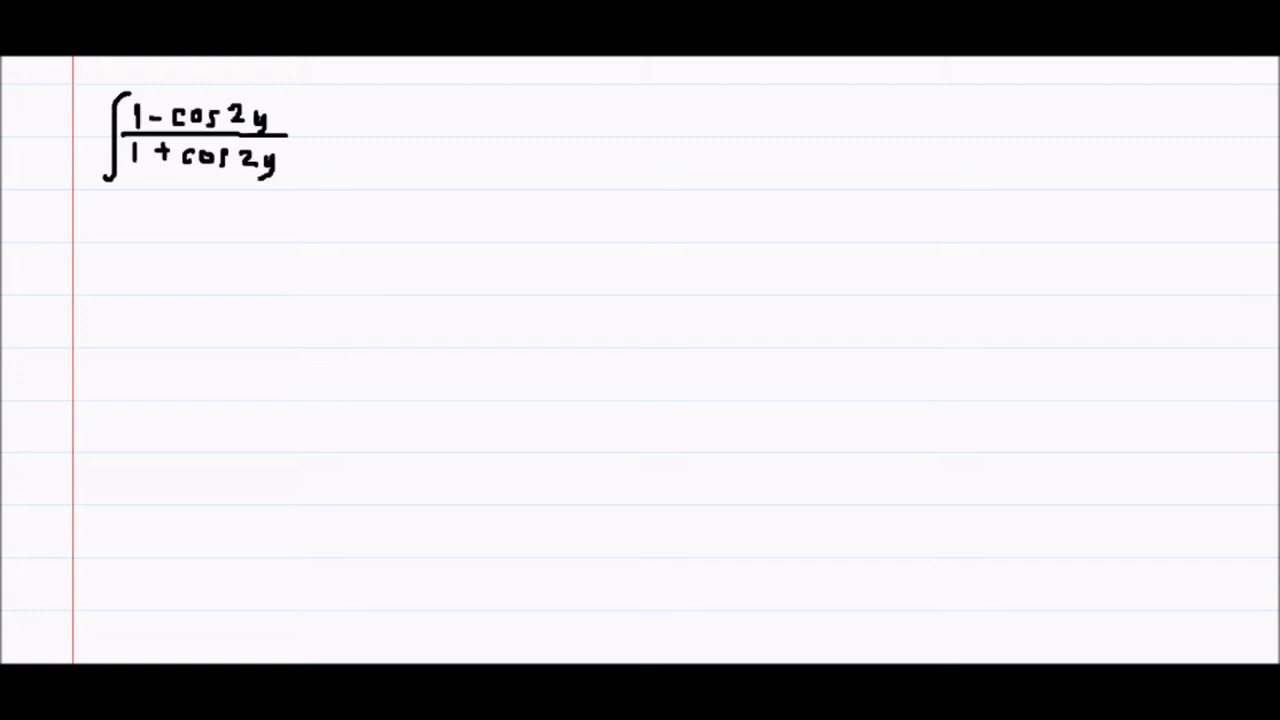 ∫ 1 - cos 2y
1 + cos 2y